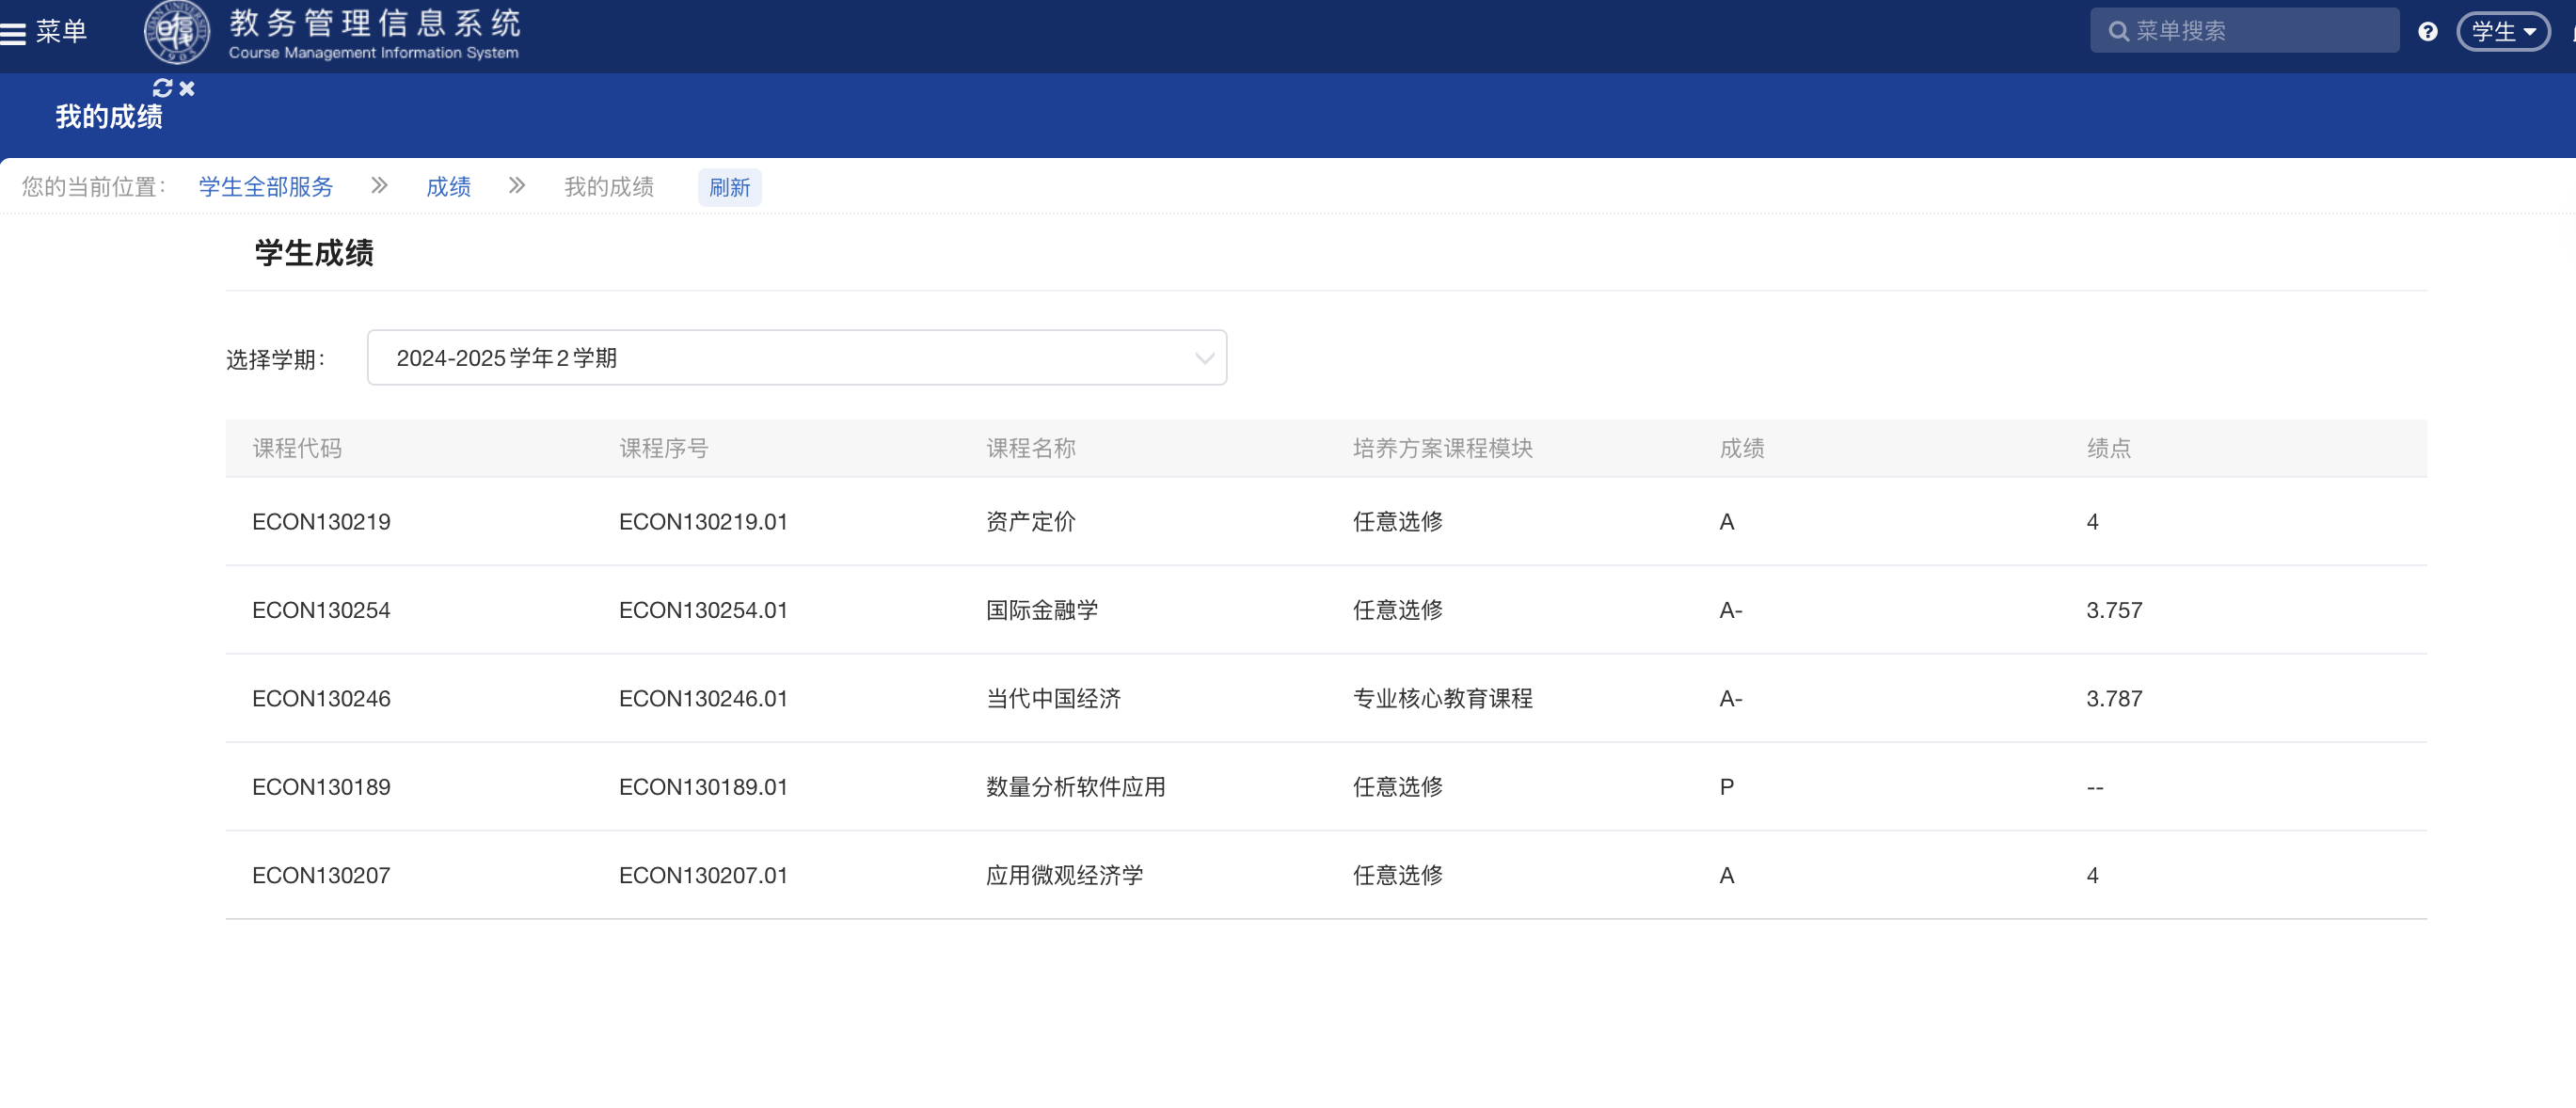 菜单
教务管理信息系统
Course Management Information System
菜单搜索
学生
我的成绩
您的当前位置： 学生全部服务 » 成绩 » 我的成绩 刷新
学生成绩
选择学期： 2024-2025学年2学期
课程代码 课程序号 课程名称 培养方案课程模块 成绩 绩点
ECON130219 ECON130219.01 资产定价 任意选修 A 4
ECON130254 ECON130254.01 国际金融学 任意选修 A- 3.757
ECON130246 ECON130246.01 当代中国经济 专业核心教育课程 A- 3.787
ECON130189 ECON130189.01 数量分析软件应用 任意选修 P --
ECON130207 ECON130207.01 应用微观经济学 任意选修 A 4